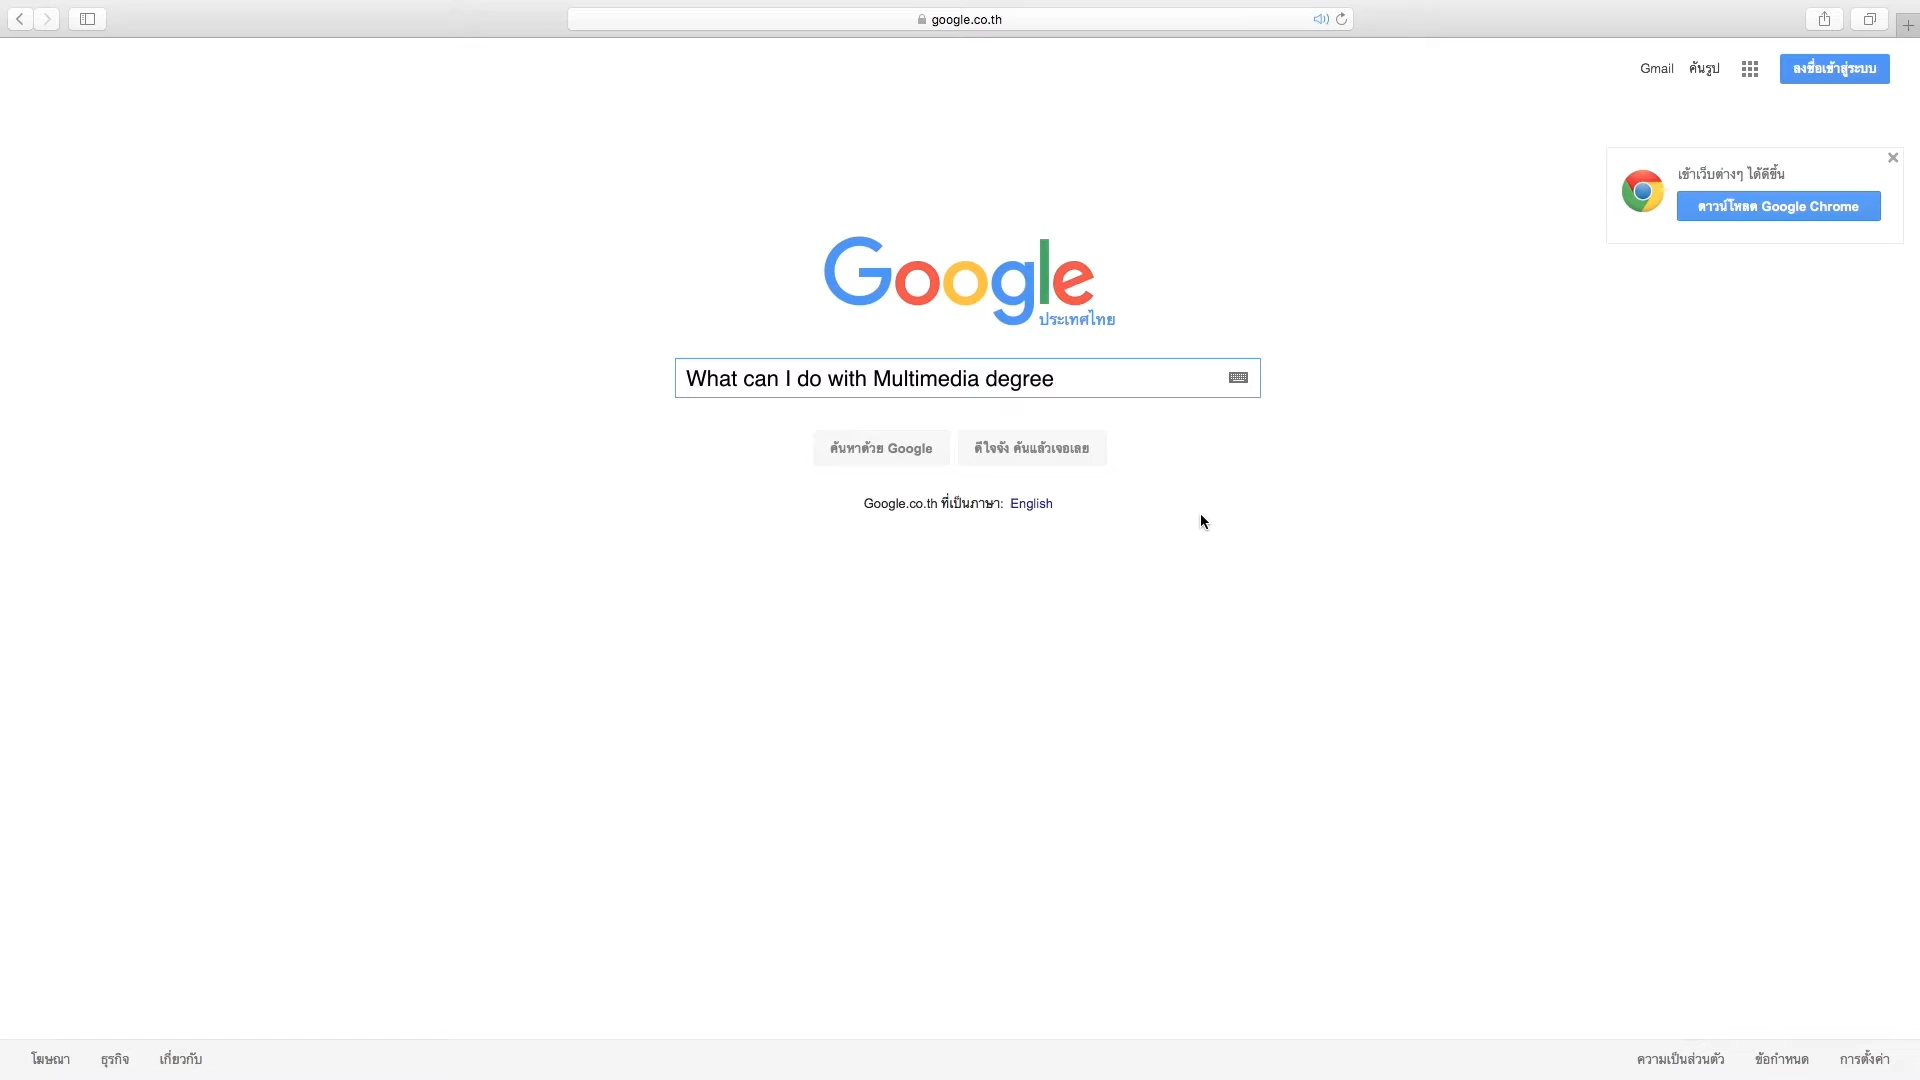 google.co.th
Gmail ค้นรูป ลงชื่อเข้าสู่ระบบ
เข้าเว็บต่างๆ ได้ดีขึ้น
ดาวน์โหลด Google Chrome
Google
ประเทศไทย
What can I do with Multimedia degree
ค้นหาด้วย Google ดีใจจัง ค้นแล้วเจอเลย
Google.co.th ที่เป็นภาษา: English
โฆษณา ธุรกิจ เกี่ยวกับ ความเป็นส่วนตัว ข้อกำหนด การตั้งค่า